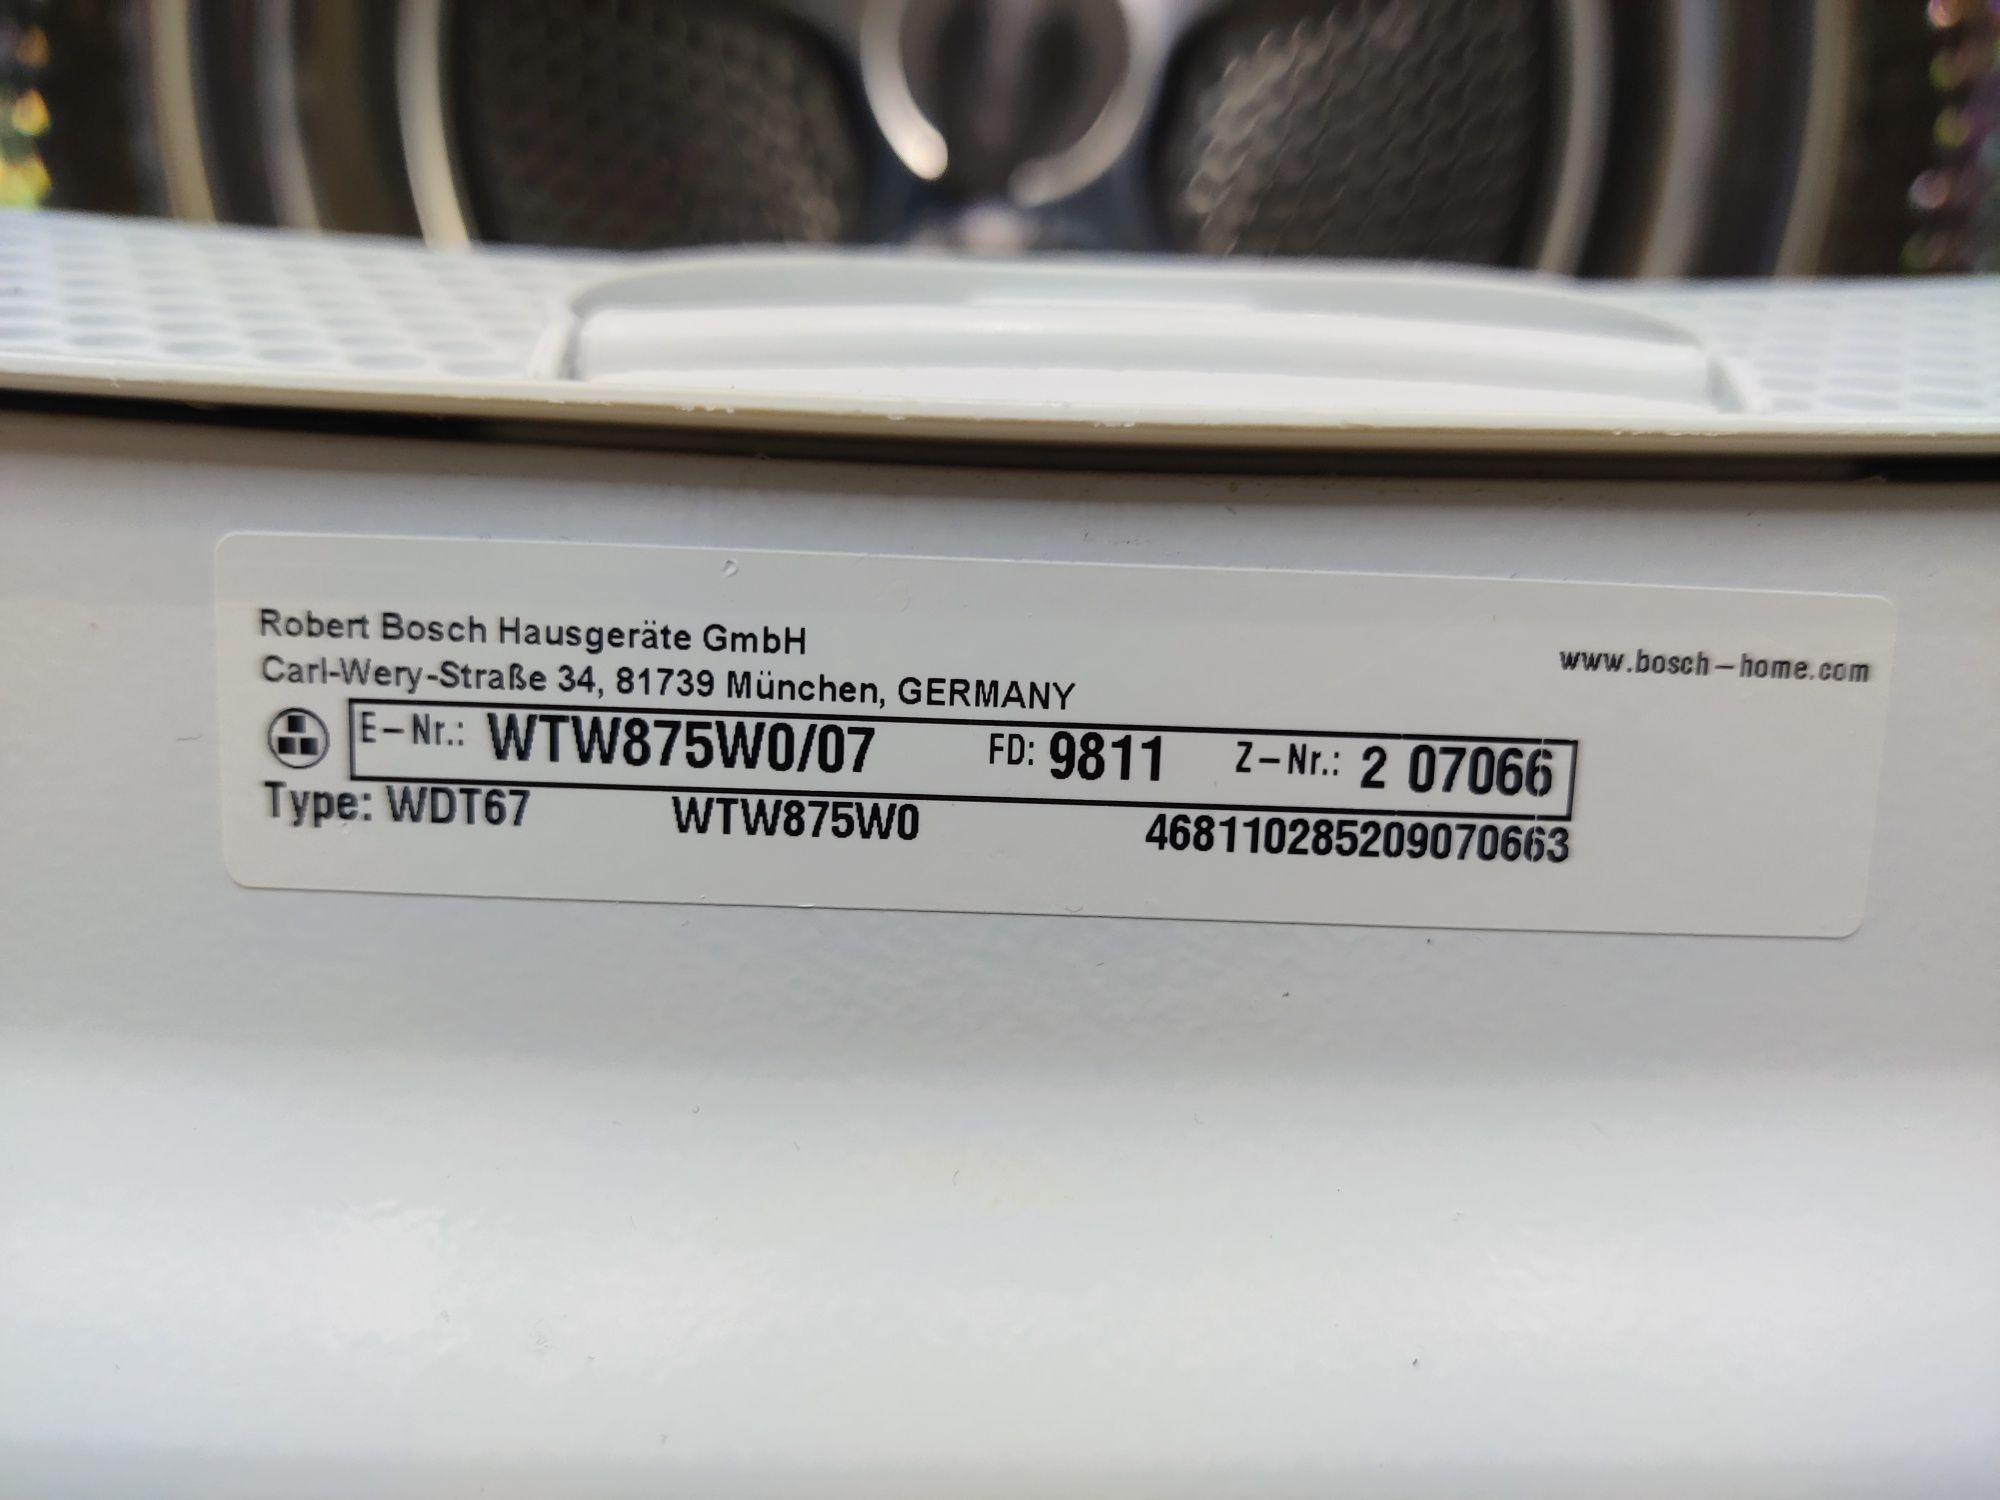 Robert Bosch Hausgeräte GmbH
www.bosch-home.com
Carl-Wery-Straße 34, 81739 München, GERMANY
E-Nr.: WTW875W0/07 FD: 9811 Z-Nr.: 2 07066
Type: WDT67 WTW875W0 468110285209070663